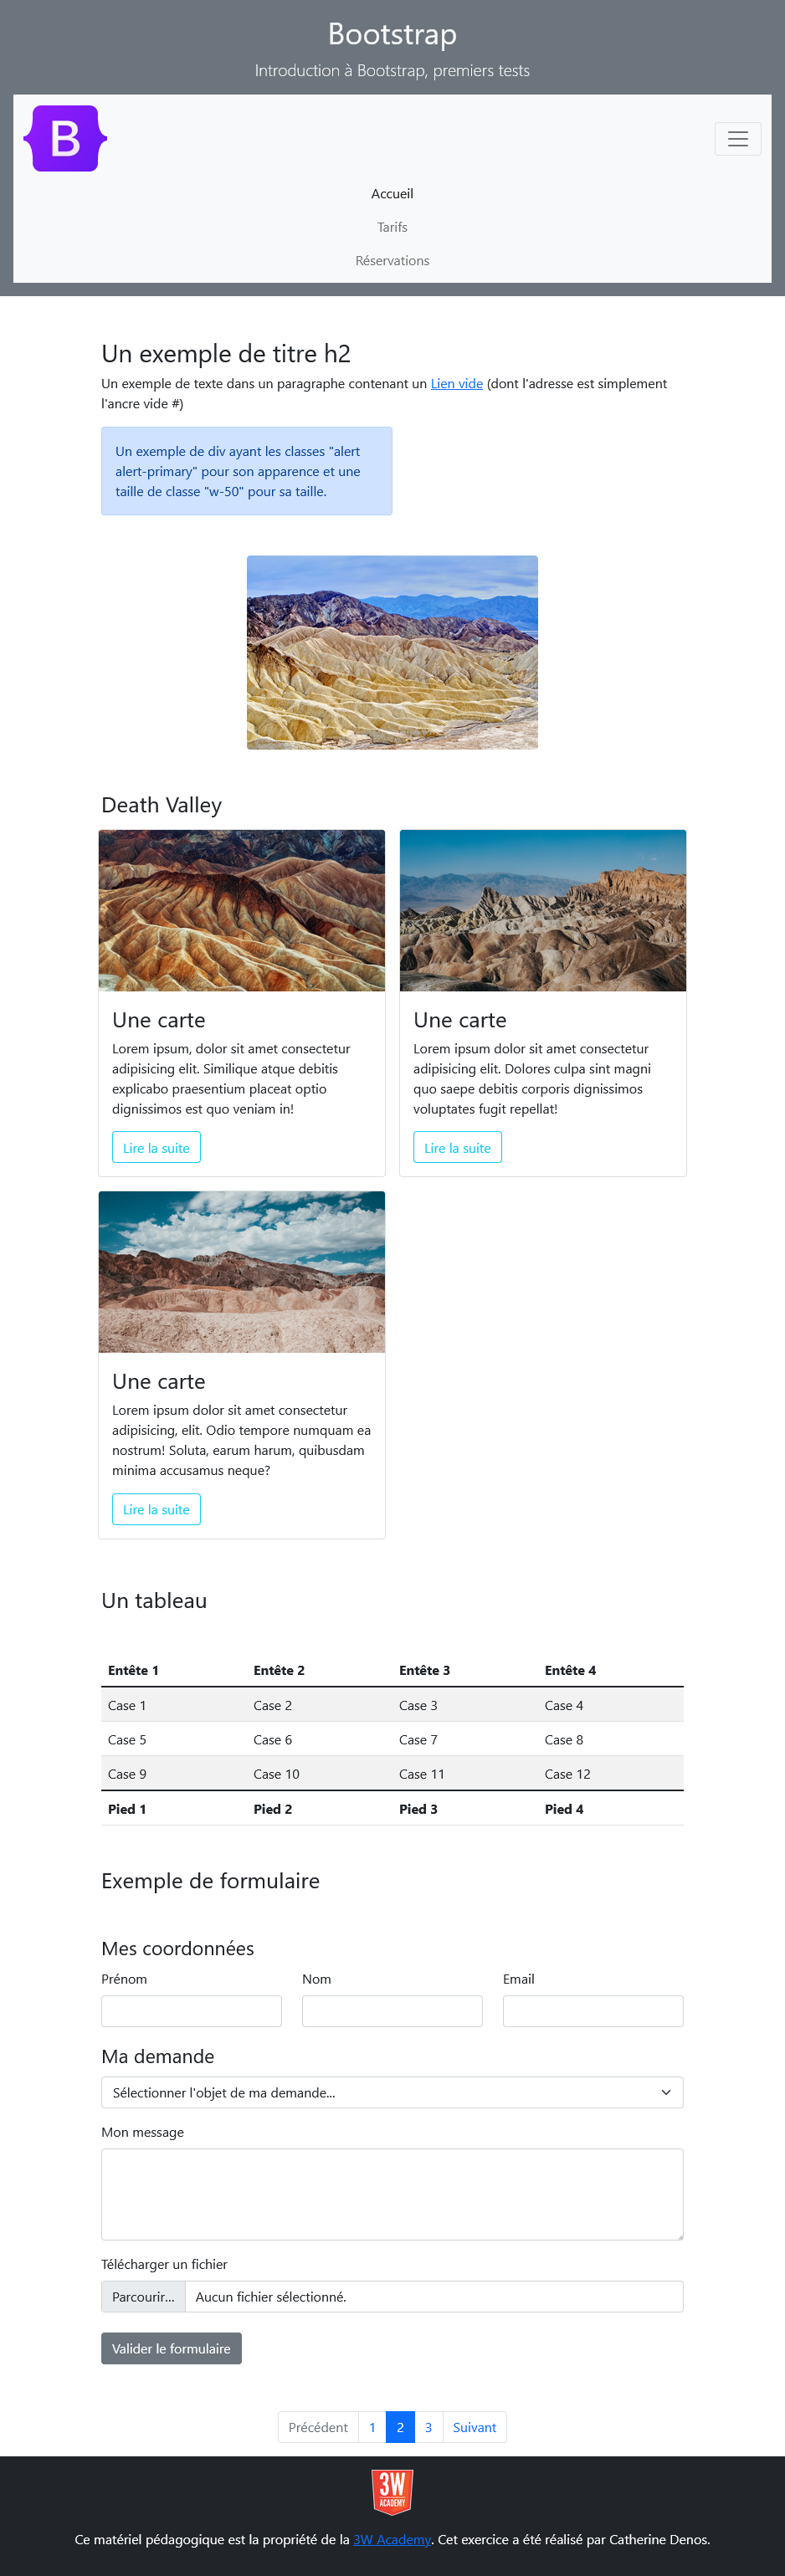 Bootstrap
Introduction à Bootstrap, premiers tests
B
Accueil
Tarifs
Réservations
Un exemple de titre h2
Un exemple de texte dans un paragraphe contenant un Lien vide (dont l'adresse est simplement
l'ancre vide #)
Un exemple de div ayant les classes "alert
alert-primary" pour son apparence et une
taille de classe "w-50" pour sa taille.
Death Valley
Une carte
Lorem ipsum, dolor sit amet consectetur
adipisicing elit. Similique atque debitis
explicabo praesentium placeat optio
dignissimos est quo veniam in!
Lire la suite
Une carte
Lorem ipsum dolor sit amet consectetur
adipisicing elit. Dolores culpa sint magni
quo saepe debitis corporis dignissimos
voluptates fugit repellat!
Lire la suite
Une carte
Lorem ipsum dolor sit amet consectetur
adipisicing, elit. Odio tempore numquam ea
nostrum! Soluta, earum harum, quibusdam
minima accusamus neque?
Lire la suite
Un tableau
Entête 1 Entête 2 Entête 3 Entête 4
Case 1 Case 2 Case 3 Case 4
Case 5 Case 6 Case 7 Case 8
Case 9 Case 10 Case 11 Case 12
Pied 1 Pied 2 Pied 3 Pied 4
Exemple de formulaire
Mes coordonnées
Prénom Nom Email
Ma demande
Sélectionner l'objet de ma demande...
Mon message
Télécharger un fichier
Parcourir... Aucun fichier sélectionné.
Valider le formulaire
Précédent 1 2 3 Suivant
3W
ACADEMY
Ce matériel pédagogique est la propriété de la 3W Academy. Cet exercice a été réalisé par Catherine Denos.